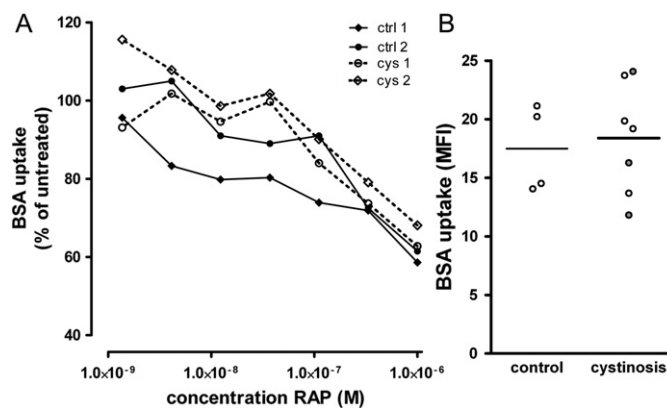 A
120
100
80
60
40
BSA uptake
(% of untreated)
ctrl 1
ctrl 2
cys 1
cys 2
1.0×10⁻⁹
1.0×10⁻⁸
1.0×10⁻⁷
1.0×10⁻⁶
concentration RAP (M)
B
25
20
15
10
5
0
BSA uptake (MFI)
control
cystinosis